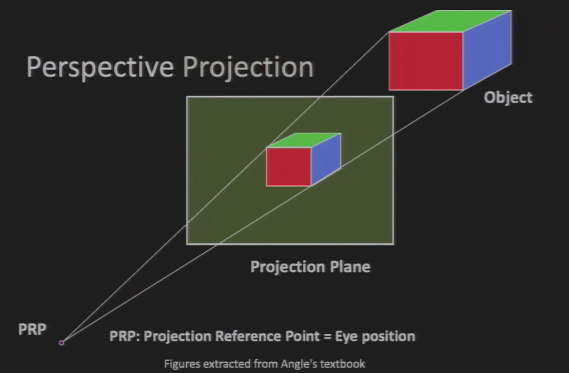 Perspective Projection
Object
Projection Plane
PRP
PRP: Projection Reference Point = Eye position
Figures extracted from Angle's textbook